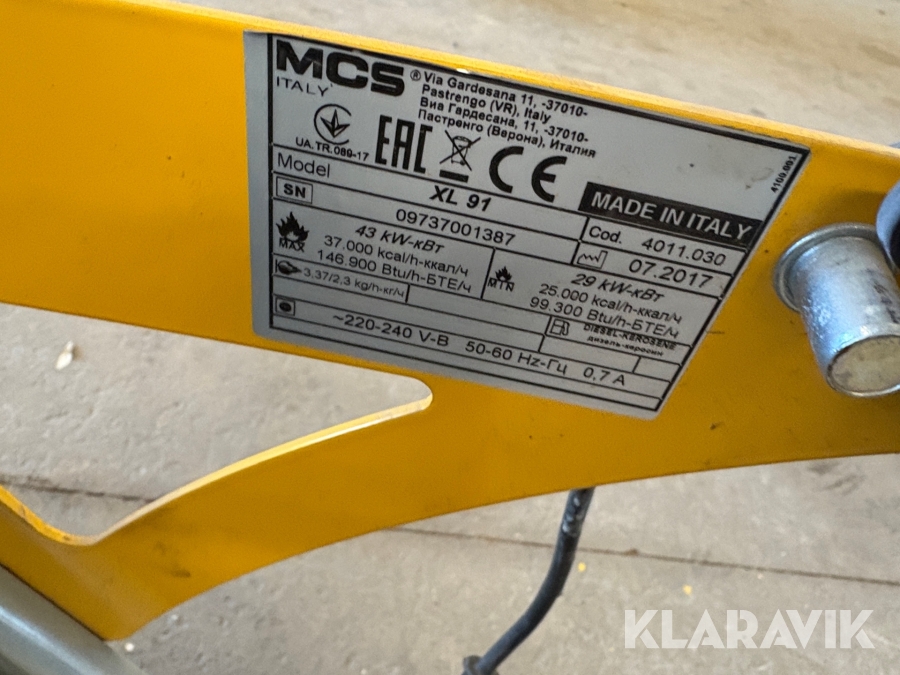 MCS ®
ITALY
Via Gardesana 11, -37010-
Pastrengo (VR), Italy
Виа Гардесана, 11, -37010-
Пастренго (Верона), Италия
UA.TR.089-17
EAC
CE
4100.991
Model
XL 91
MADE IN ITALY
SN
09737001387
Cod. 4011.030
07.2017
MAX
43 kW-кВт
37.000 kcal/h-ккал/ч
146.900 Btu/h-БТЕ/ч
MIN
29 kW-кВт
25.000 kcal/h-ккал/ч
99.300 Btu/h-БТЕ/ч
3,37/2,3 kg/h-кг/ч
DIESEL-KEROSENE
дизель-керосин
~220-240 V-В 50-60 Hz-Гц 0,7 A
KLARAVIK